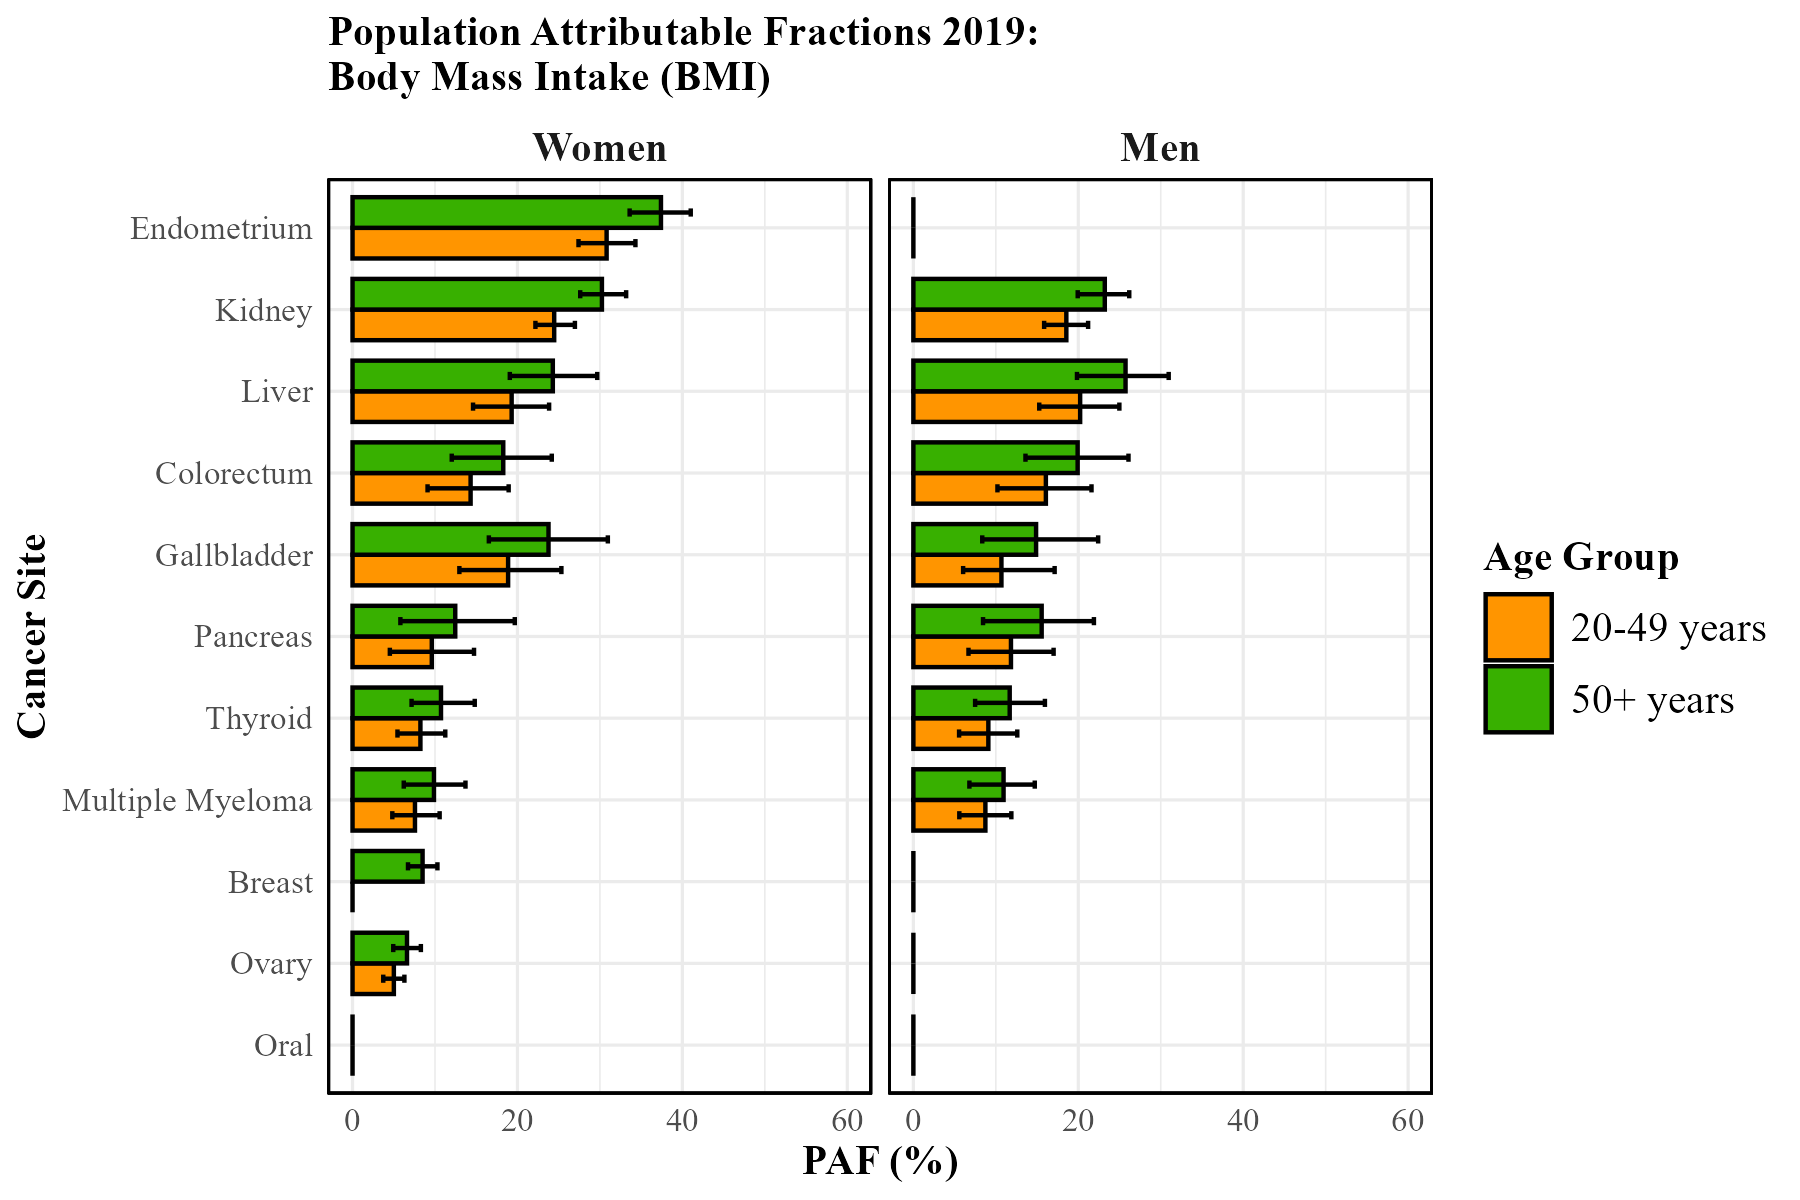 Population Attributable Fractions 2019:
Body Mass Intake (BMI)
Women
Men
Cancer Site
Endometrium
Kidney
Liver
Colorectum
Gallbladder
Pancreas
Thyroid
Multiple Myeloma
Breast
Ovary
Oral
0 20 40 60
0 20 40 60
PAF (%)
Age Group
20-49 years
50+ years